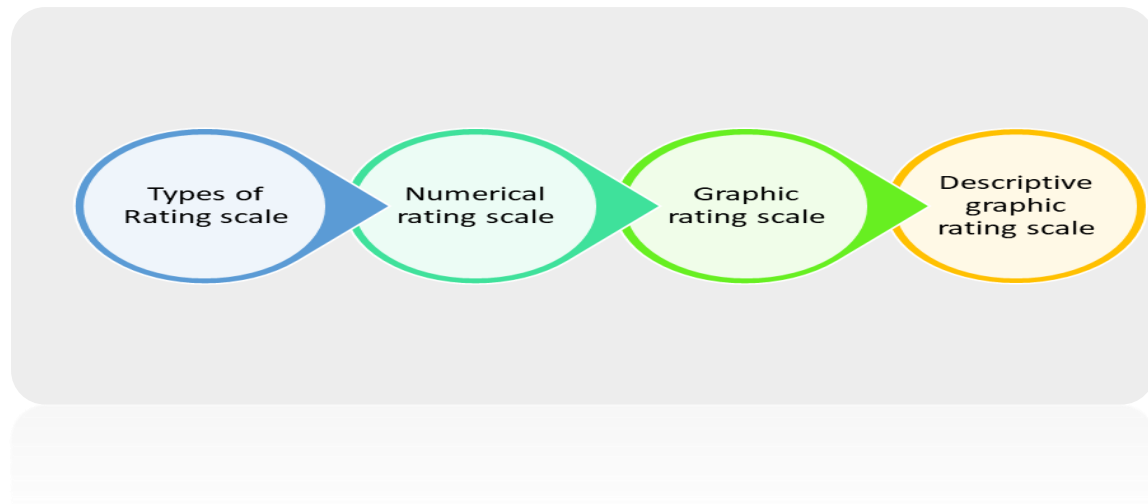 Types of
Rating scale
Numerical
rating scale
Graphic
rating scale
Descriptive
graphic
rating scale